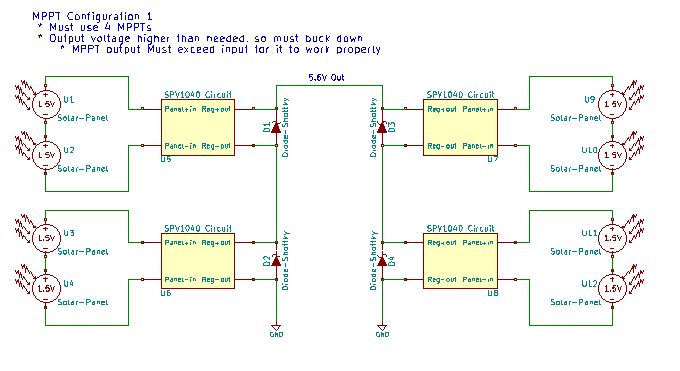 MPPT Configuration 1
* Must use 4 MPPTs
* Output voltage higher than needed, so must buck down
* MPPT output Must exceed input for it to work properly
5.6V Out
U1
1.5V
Solar-Panel
U2
1.5V
Solar-Panel
SPV1040 Circuit
Panel+in Reg+out
Panel-in Reg-out
U5
D1
Diode-Shottky
D3
Diode-Shottky
SPV1040 Circuit
Reg+out Panel+in
Reg-out Panel-in
U7
U9
1.5V
Solar-Panel
U10
1.5V
Solar-Panel
U3
1.5V
Solar-Panel
U4
1.5V
Solar-Panel
SPV1040 Circuit
Panel+in Reg+out
Panel-in Reg-out
U6
D2
Diode-Shottky
D4
Diode-Shottky
SPV1040 Circuit
Reg+out Panel+in
Reg-out Panel-in
U8
U11
1.5V
Solar-Panel
U12
1.5V
Solar-Panel
GND
GND